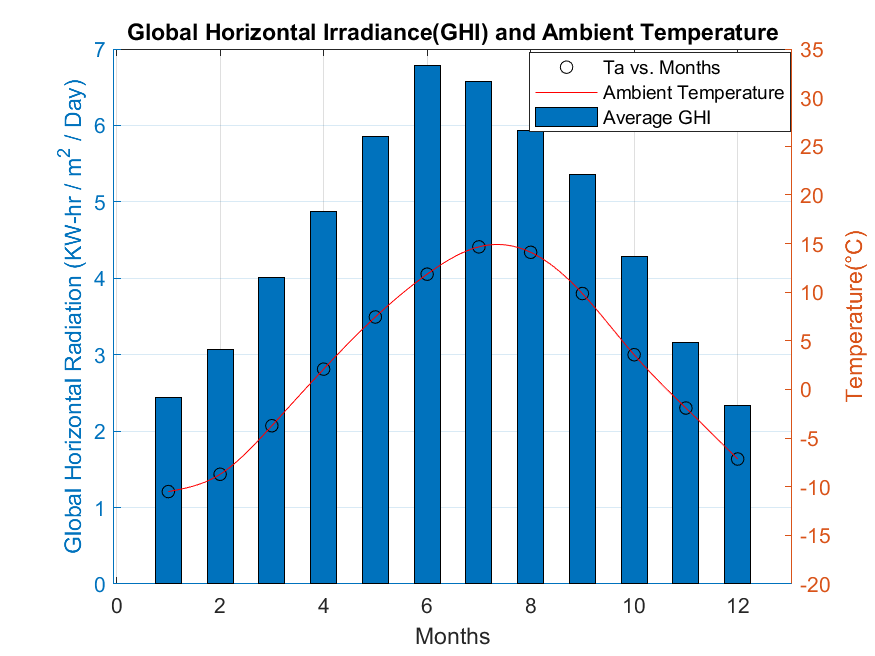 Global Horizontal Irradiance(GHI) and Ambient Temperature
Ta vs. Months
Ambient Temperature
Average GHI
Global Horizontal Radiation (KW-hr / m² / Day)
7
6
5
4
3
2
1
0
35
30
25
20
15
10
5
0
-5
-10
-15
-20
Temperature(°C)
0 2 4 6 8 10 12
Months